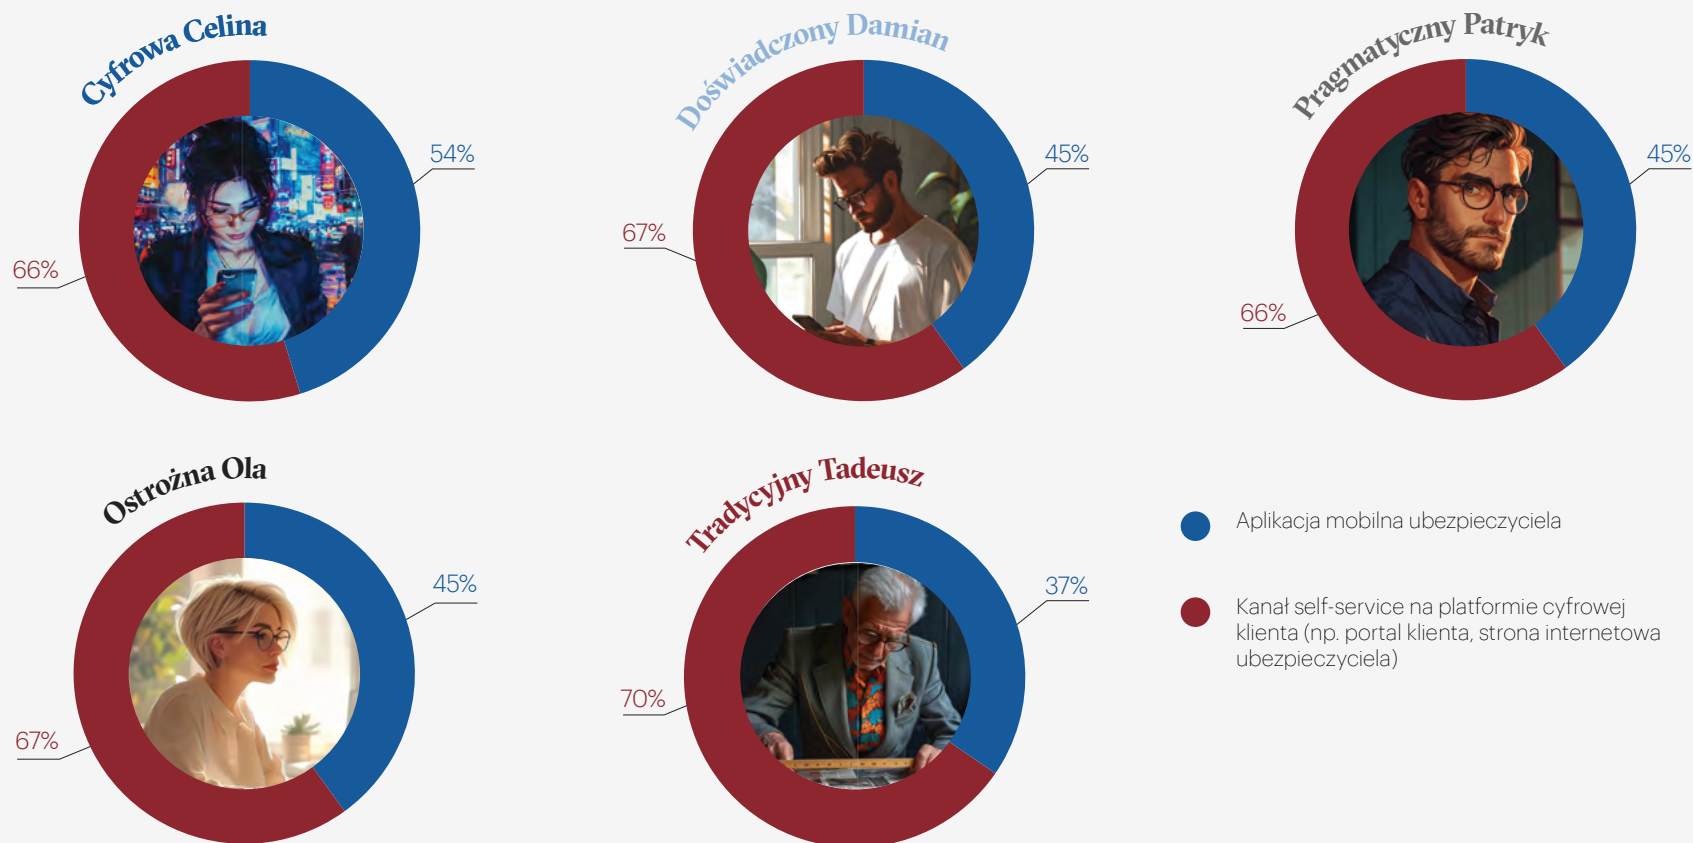 Cyfrowa Celina
54%
66%
Doświadczony Damian
45%
67%
Pragmatyczny Patryk
45%
66%
Ostrożna Ola
45%
67%
Tradycyjny Tadeusz
37%
70%
Aplikacja mobilna ubezpieczyciela
Kanał self-service na platformie cyfrowej
klienta (np. portal klienta, strona internetowa
ubezpieczyciela)